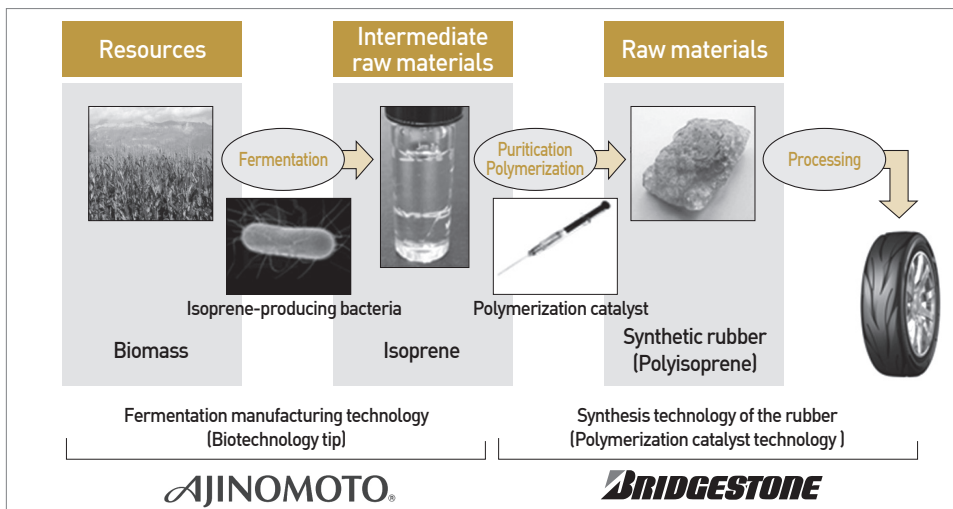 Resources
Intermediate
raw materials
Raw materials
Fermentation
Puritication
Polymerization
Processing
Isoprene-producing bacteria
Polymerization catalyst
Biomass
Isoprene
Synthetic rubber
(Polyisoprene)
Fermentation manufacturing technology
(Biotechnology tip)
Synthesis technology of the rubber
(Polymerization catalyst technology )
AJINOMOTO®
BRIDGESTONE